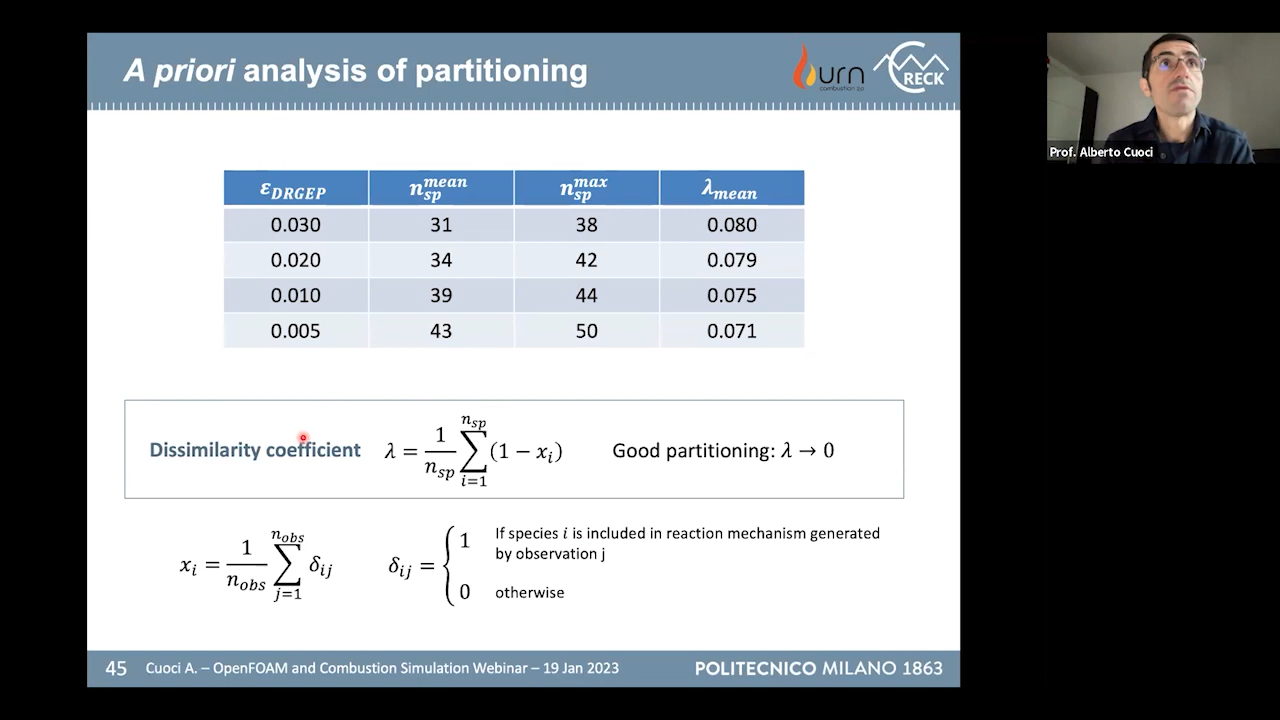 A priori analysis of partitioning
urn
combustion 2.0
CRECK
Prof. Alberto Cuoci
ε_DRGEP n_sp^mean n_sp^max λ_mean
0.030 31 38 0.080
0.020 34 42 0.079
0.010 39 44 0.075
0.005 43 50 0.071
Dissimilarity coefficient λ = 1/n_sp ∑_{i=1}^{n_sp} (1 − x_i) Good partitioning: λ → 0
x_i = 1/n_obs ∑_{j=1}^{n_obs} δ_ij
δ_ij = { 1 If species i is included in reaction mechanism generated
by observation j
0 otherwise
45 Cuoci A. – OpenFOAM and Combustion Simulation Webinar – 19 Jan 2023 POLITECNICO MILANO 1863